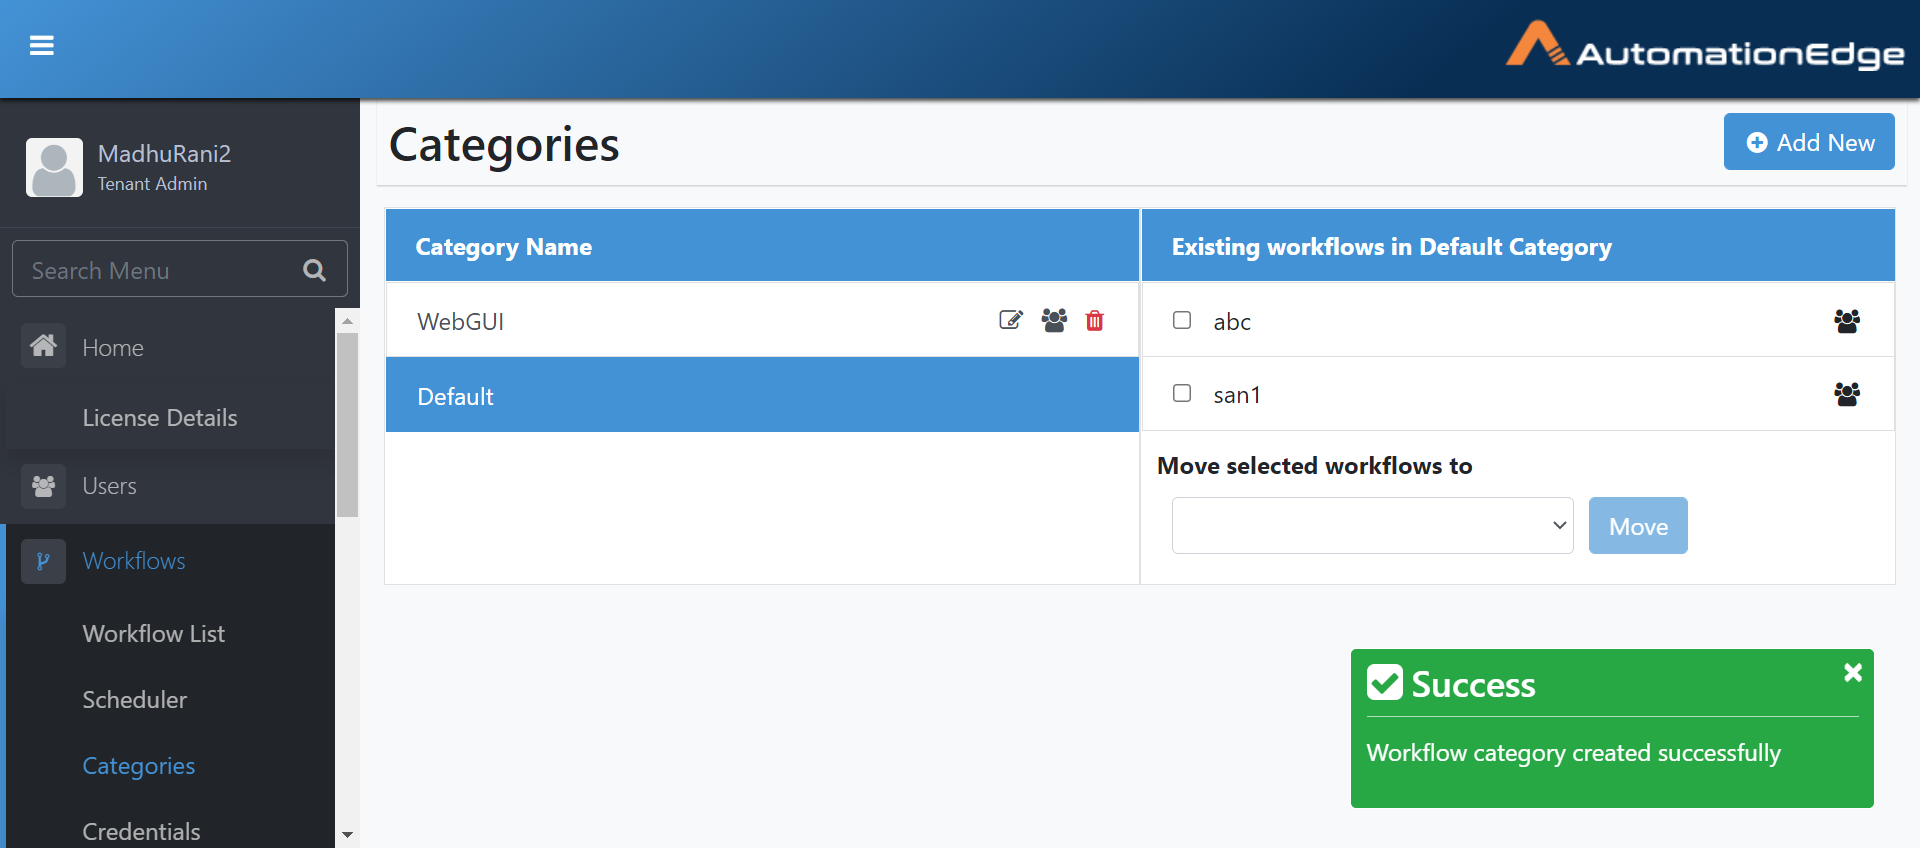 AutomationEdge
MadhuRani2
Tenant Admin
Search Menu
Home
License Details
Users
Workflows
Workflow List
Scheduler
Categories
Credentials
Categories
Add New
Category Name
WebGUI
Default
Existing workflows in Default Category
abc
san1
Move selected workflows to
Move
Success
Workflow category created successfully